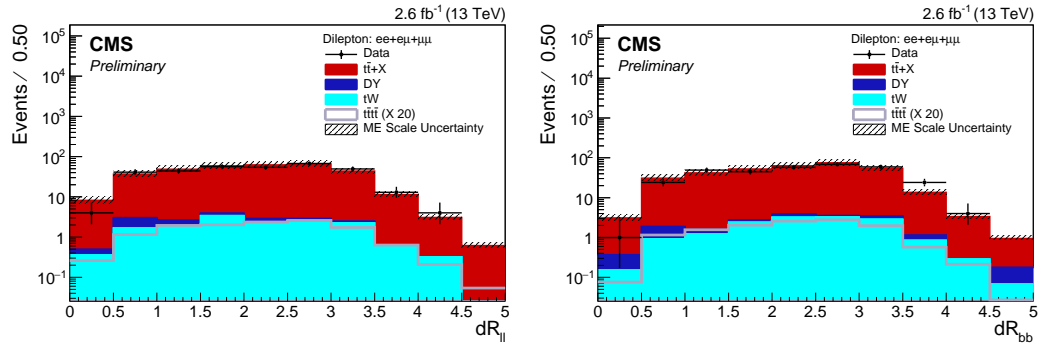 2.6 fb⁻¹ (13 TeV)
CMS
Preliminary
Dilepton: ee+eμ+μμ
Data
tt̄+X
DY
tW
tt̄tt̄ (X 20)
ME Scale Uncertainty
Events / 0.50
10⁵
10⁴
10³
10²
10
1
10⁻¹
0 0.5 1 1.5 2 2.5 3 3.5 4 4.5 5
dR_ll
2.6 fb⁻¹ (13 TeV)
CMS
Preliminary
Dilepton: ee+eμ+μμ
Data
tt̄+X
DY
tW
tt̄tt̄ (X 20)
ME Scale Uncertainty
Events / 0.50
10⁵
10⁴
10³
10²
10
1
10⁻¹
0 0.5 1 1.5 2 2.5 3 3.5 4 4.5 5
dR_bb